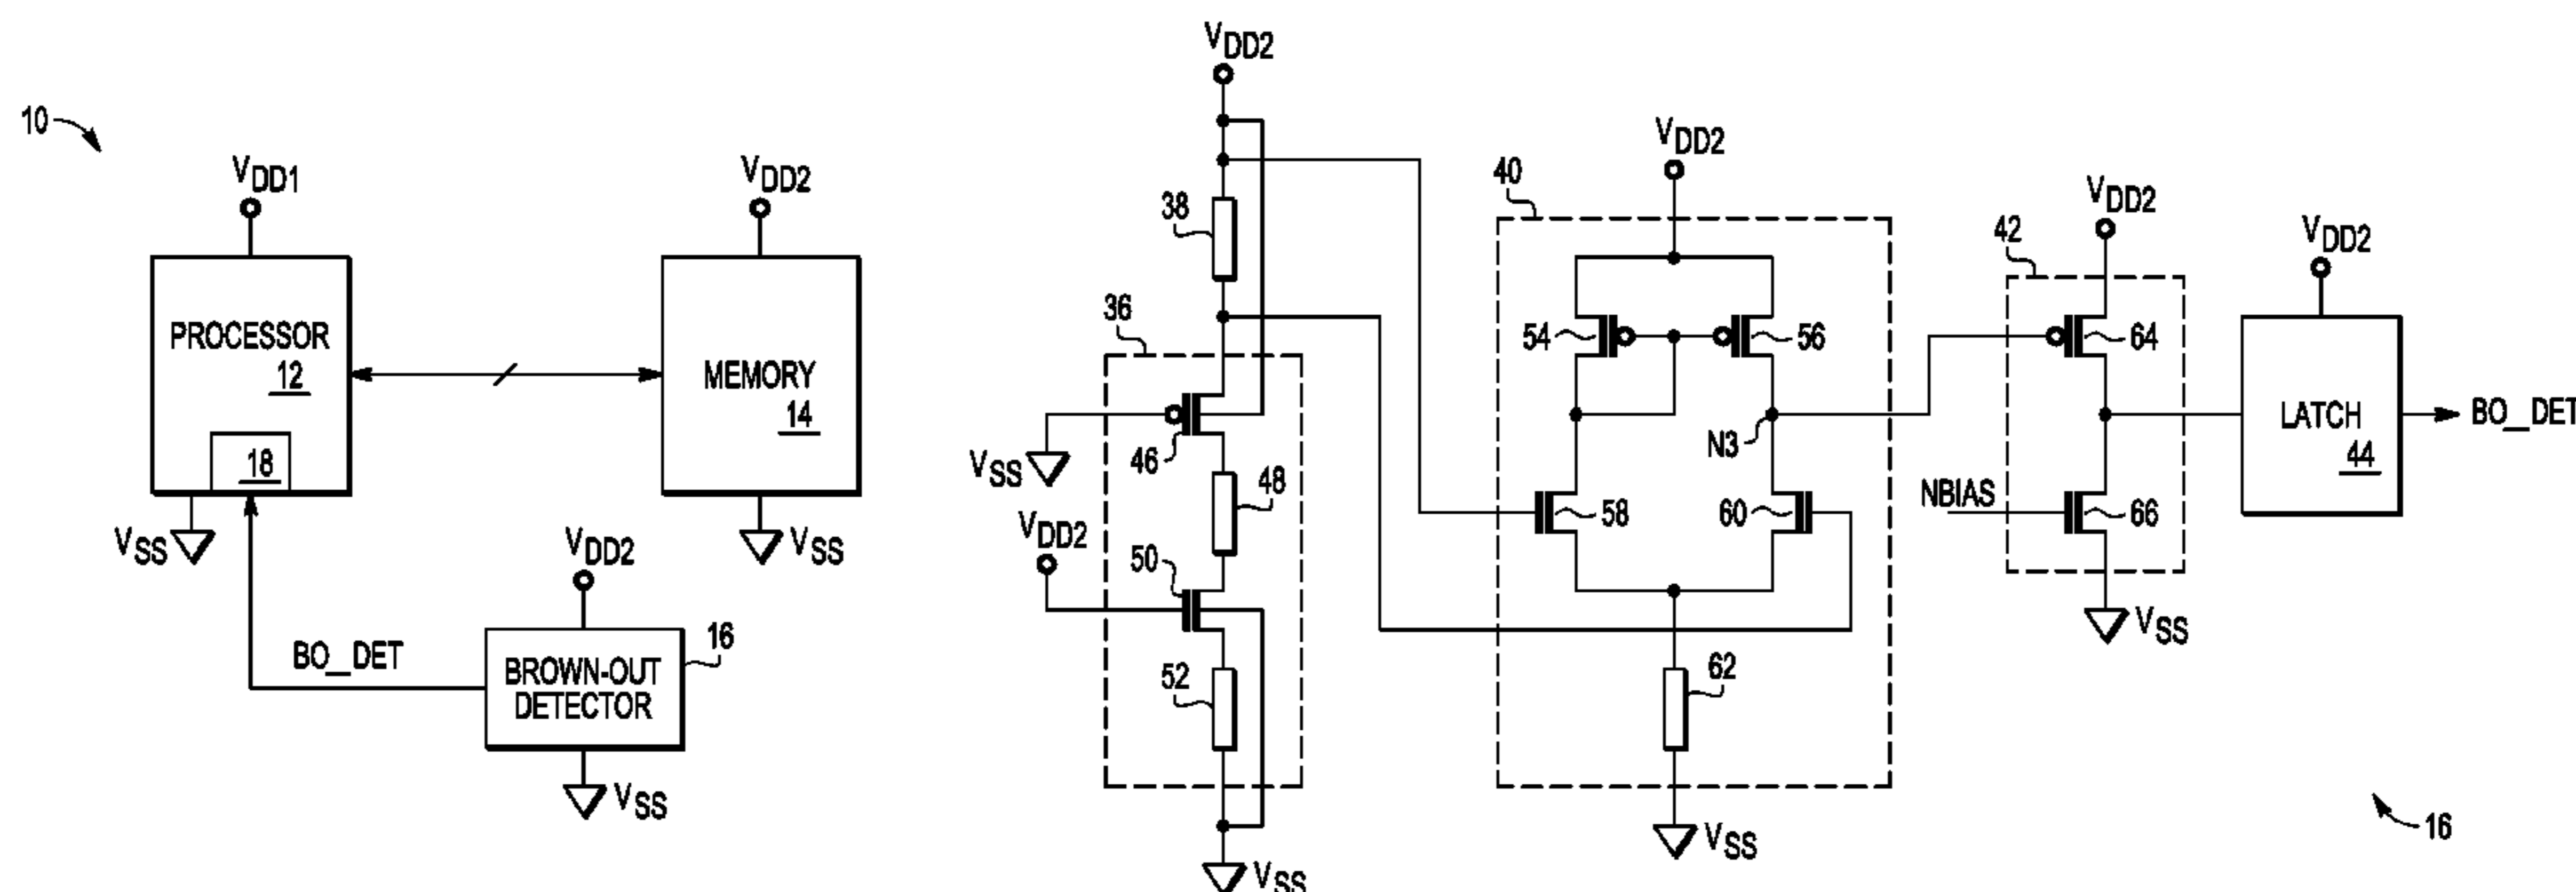 10
VDD1
VDD2
PROCESSOR
12
MEMORY
14
18
VSS
VSS
VDD2
BO_DET
BROWN-OUT
DETECTOR
16
VSS
VDD2
38
36
VSS
46
48
VDD2
50
52
VSS
VDD2
40
54
56
N3
58
60
62
VSS
VDD2
42
64
NBIAS
66
VSS
VDD2
LATCH
44
BO_DET
16